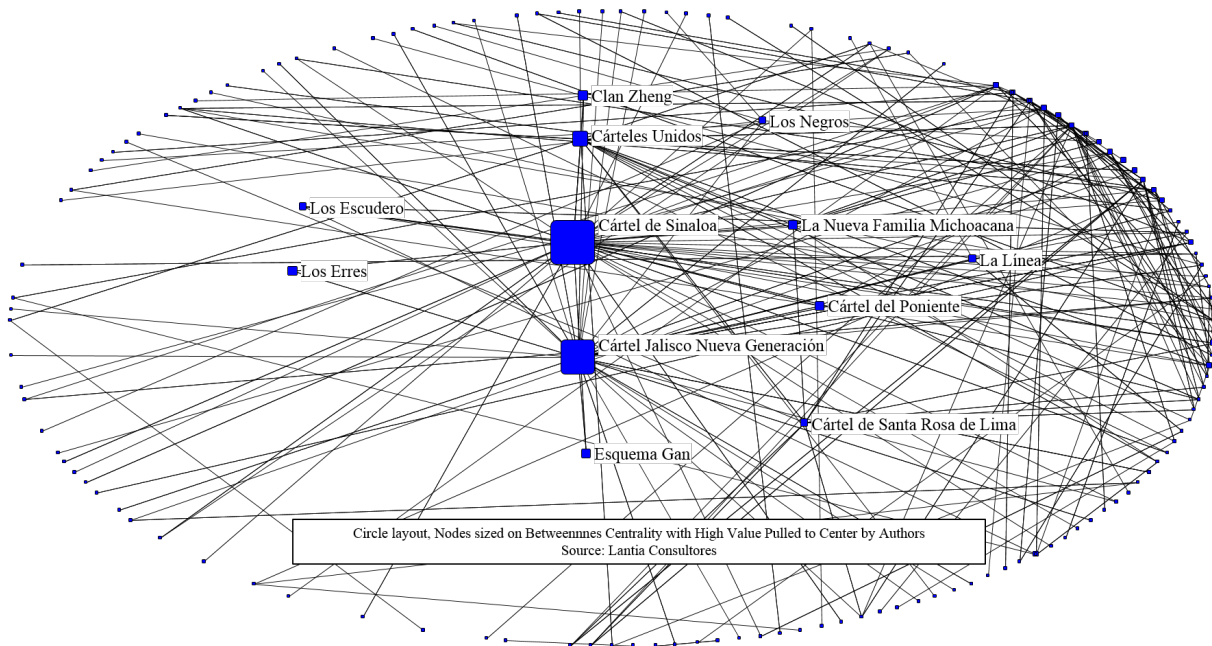 Clan Zheng
Los Negros
Cárteles Unidos
Los Escudero
Cártel de Sinaloa
La Nueva Familia Michoacana
La Línea
Los Erres
Cártel del Poniente
Cártel Jalisco Nueva Generación
Cártel de Santa Rosa de Lima
Esquema Gan
Circle layout, Nodes sized on Betweennnes Centrality with High Value Pulled to Center by Authors
Source: Lantia Consultores